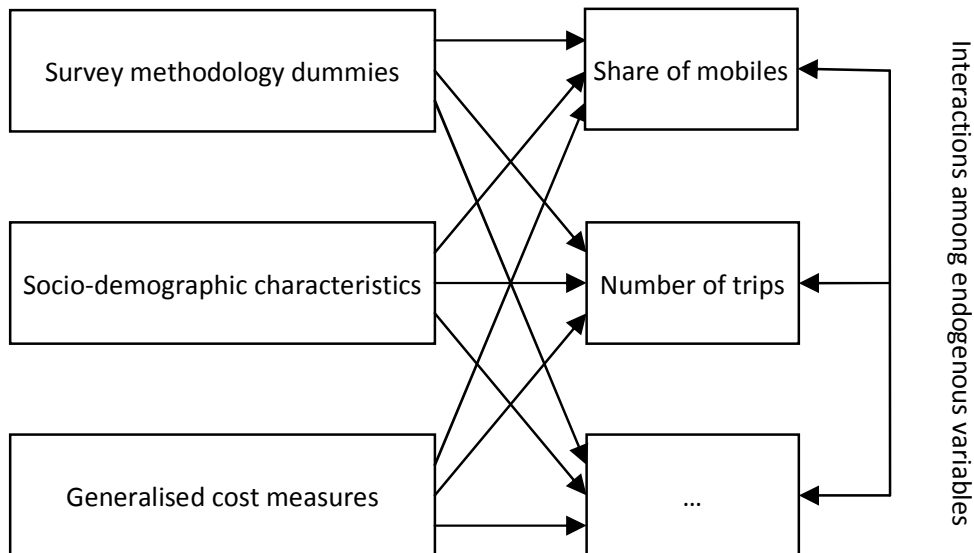 Survey methodology dummies
Share of mobiles
Socio-demographic characteristics
Number of trips
Generalised cost measures
...
Interactions among endogenous variables